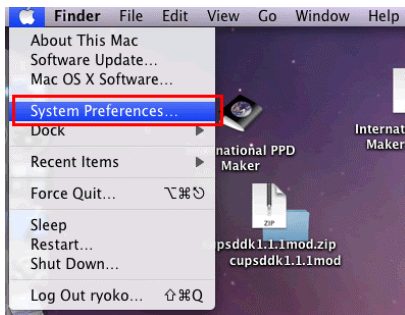 Finder File Edit View Go Window Help
About This Mac
Software Update...
Mac OS X Software...
System Preferences...
Dock
Recent Items
Force Quit... ⌥⌘⎋
Sleep
Restart...
Shut Down...
Log Out ryoko... ⇧⌘Q
national PPD
Maker
Internat
Maker
ZIP
upsddk1.1.1mod.zip
cupsddk1.1.1mod